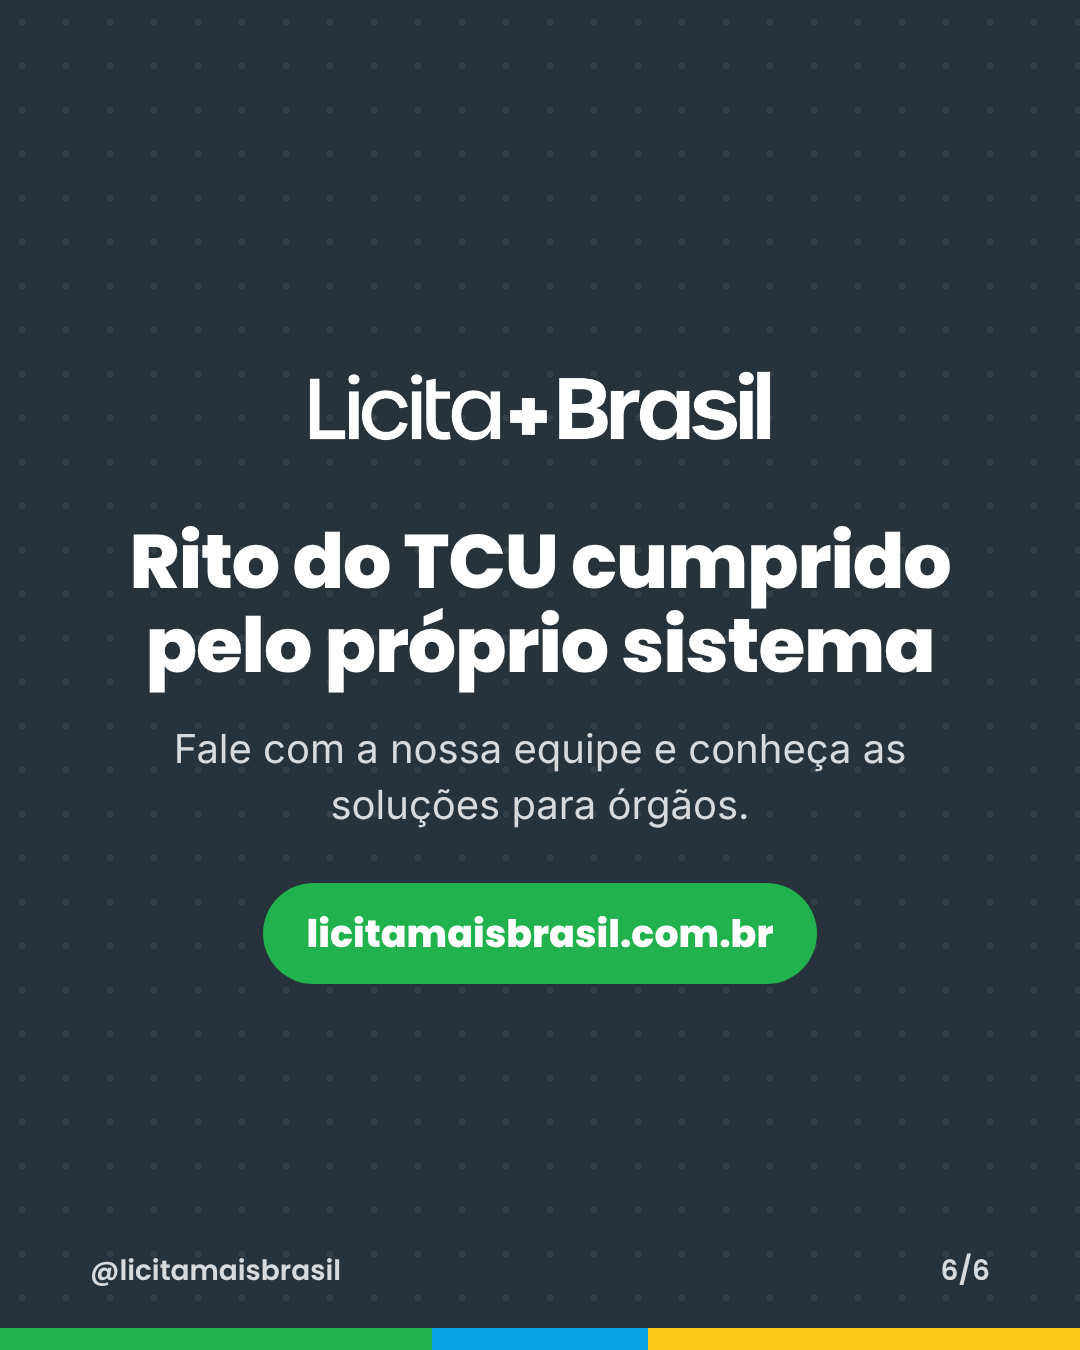 Licita+Brasil
Rito do TCU cumprido
pelo próprio sistema
Fale com a nossa equipe e conheça as
soluções para órgãos.
licitamaisbrasil.com.br
@licitamaisbrasil
6/6